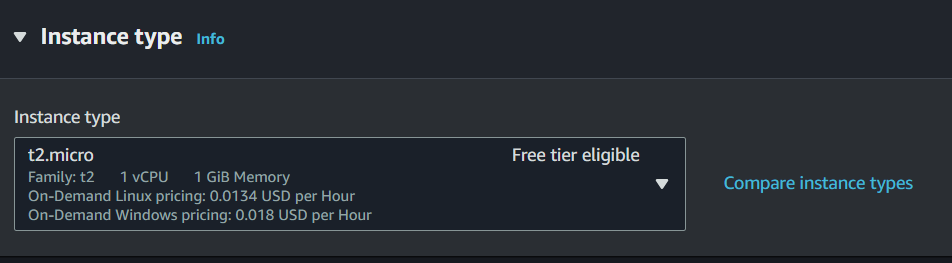 Instance type Info
Instance type
t2.micro Free tier eligible
Family: t2 1 vCPU 1 GiB Memory
On-Demand Linux pricing: 0.0134 USD per Hour
On-Demand Windows pricing: 0.018 USD per Hour
Compare instance types